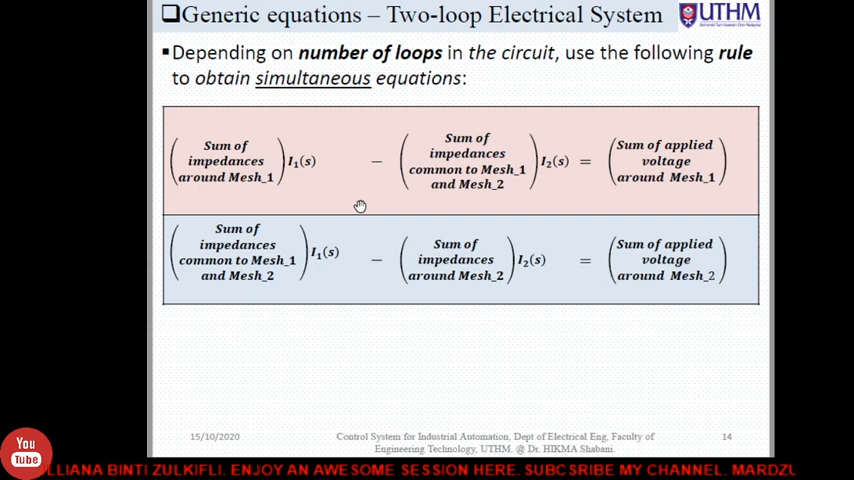 ❑Generic equations – Two-loop Electrical System
UTHM
▪Depending on number of loops in the circuit, use the following rule
to obtain simultaneous equations:
(Sum of impedances around Mesh_1) I₁(s) − (Sum of impedances common to Mesh_1 and Mesh_2) I₂(s) = (Sum of applied voltage around Mesh_1)
(Sum of impedances common to Mesh_1 and Mesh_2) I₁(s) − (Sum of impedances around Mesh_2) I₂(s) = (Sum of applied voltage around Mesh_2)
15/10/2020
Control System for Industrial Automation, Dept of Electrical Eng, Faculty of
Engineering Technology, UTHM. @ Dr. HIKMA Shabani.
14
You
Tube
LLIANA BINTI ZULKIFLI. ENJOY AN AWESOME SESSION HERE. SUBCSRIBE MY CHANNEL. MARDZU